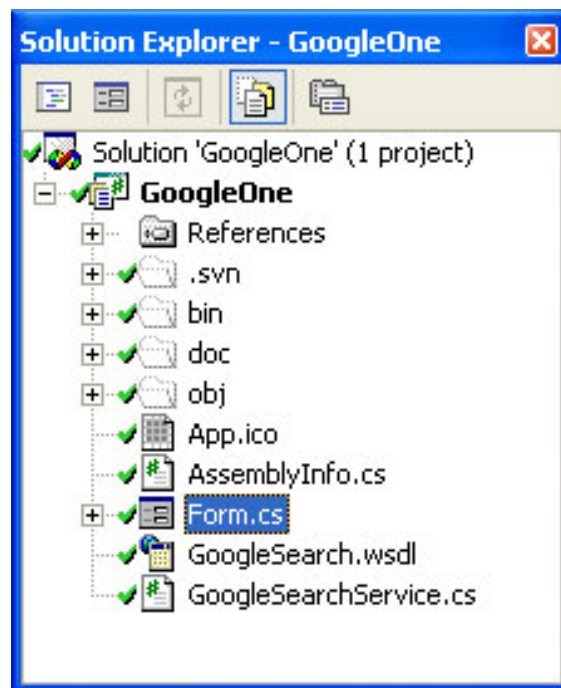 Solution Explorer - GoogleOne
Solution 'GoogleOne' (1 project)
GoogleOne
References
.svn
bin
doc
obj
App.ico
AssemblyInfo.cs
Form.cs
GoogleSearch.wsdl
GoogleSearchService.cs